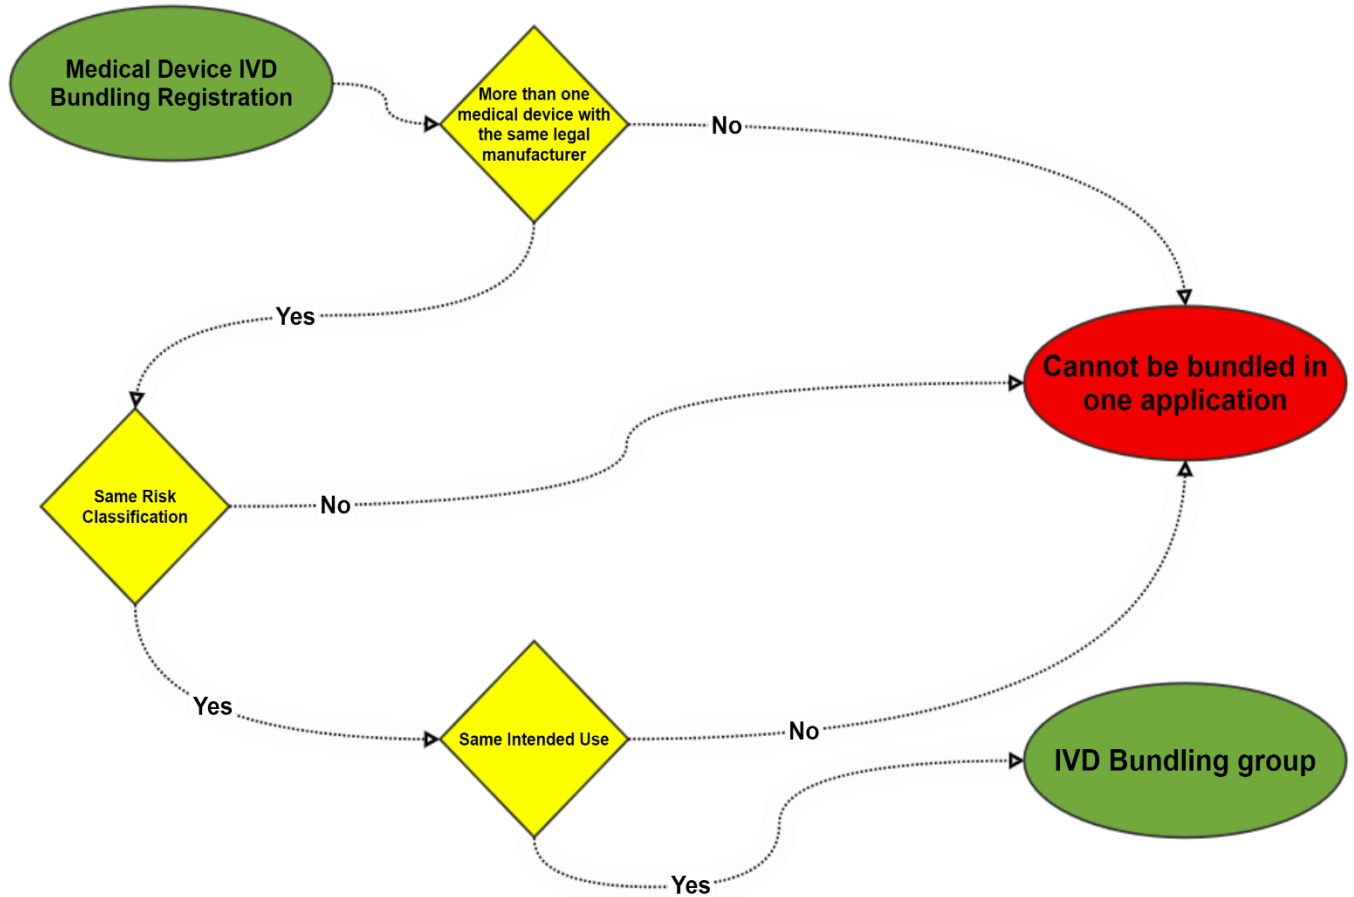 Medical Device IVD
Bundling Registration
More than one
medical device with
the same legal
manufacturer
No
Yes
Cannot be bundled in
one application
Same Risk
Classification
No
Yes
Same Intended Use
No
IVD Bundling group
Yes